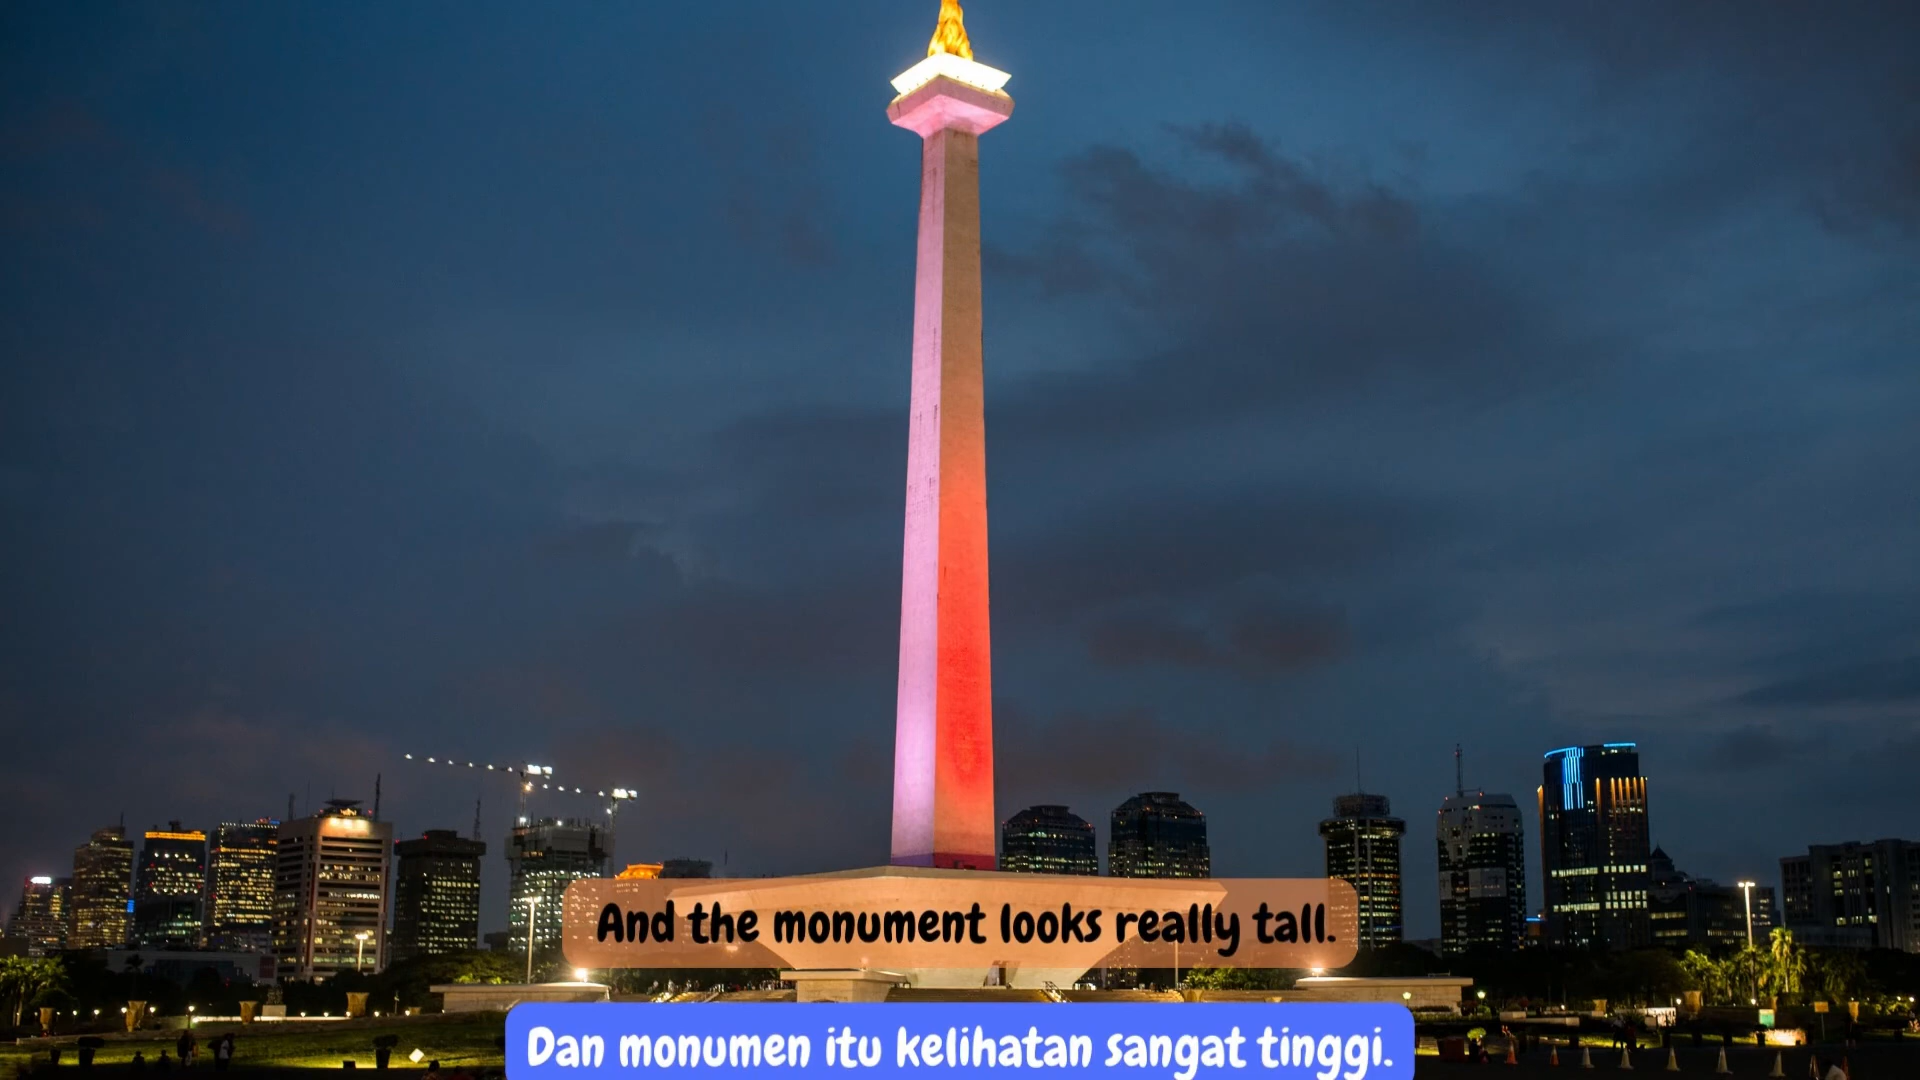 And the monument looks really tall.
Dan monumen itu kelihatan sangat tinggi.